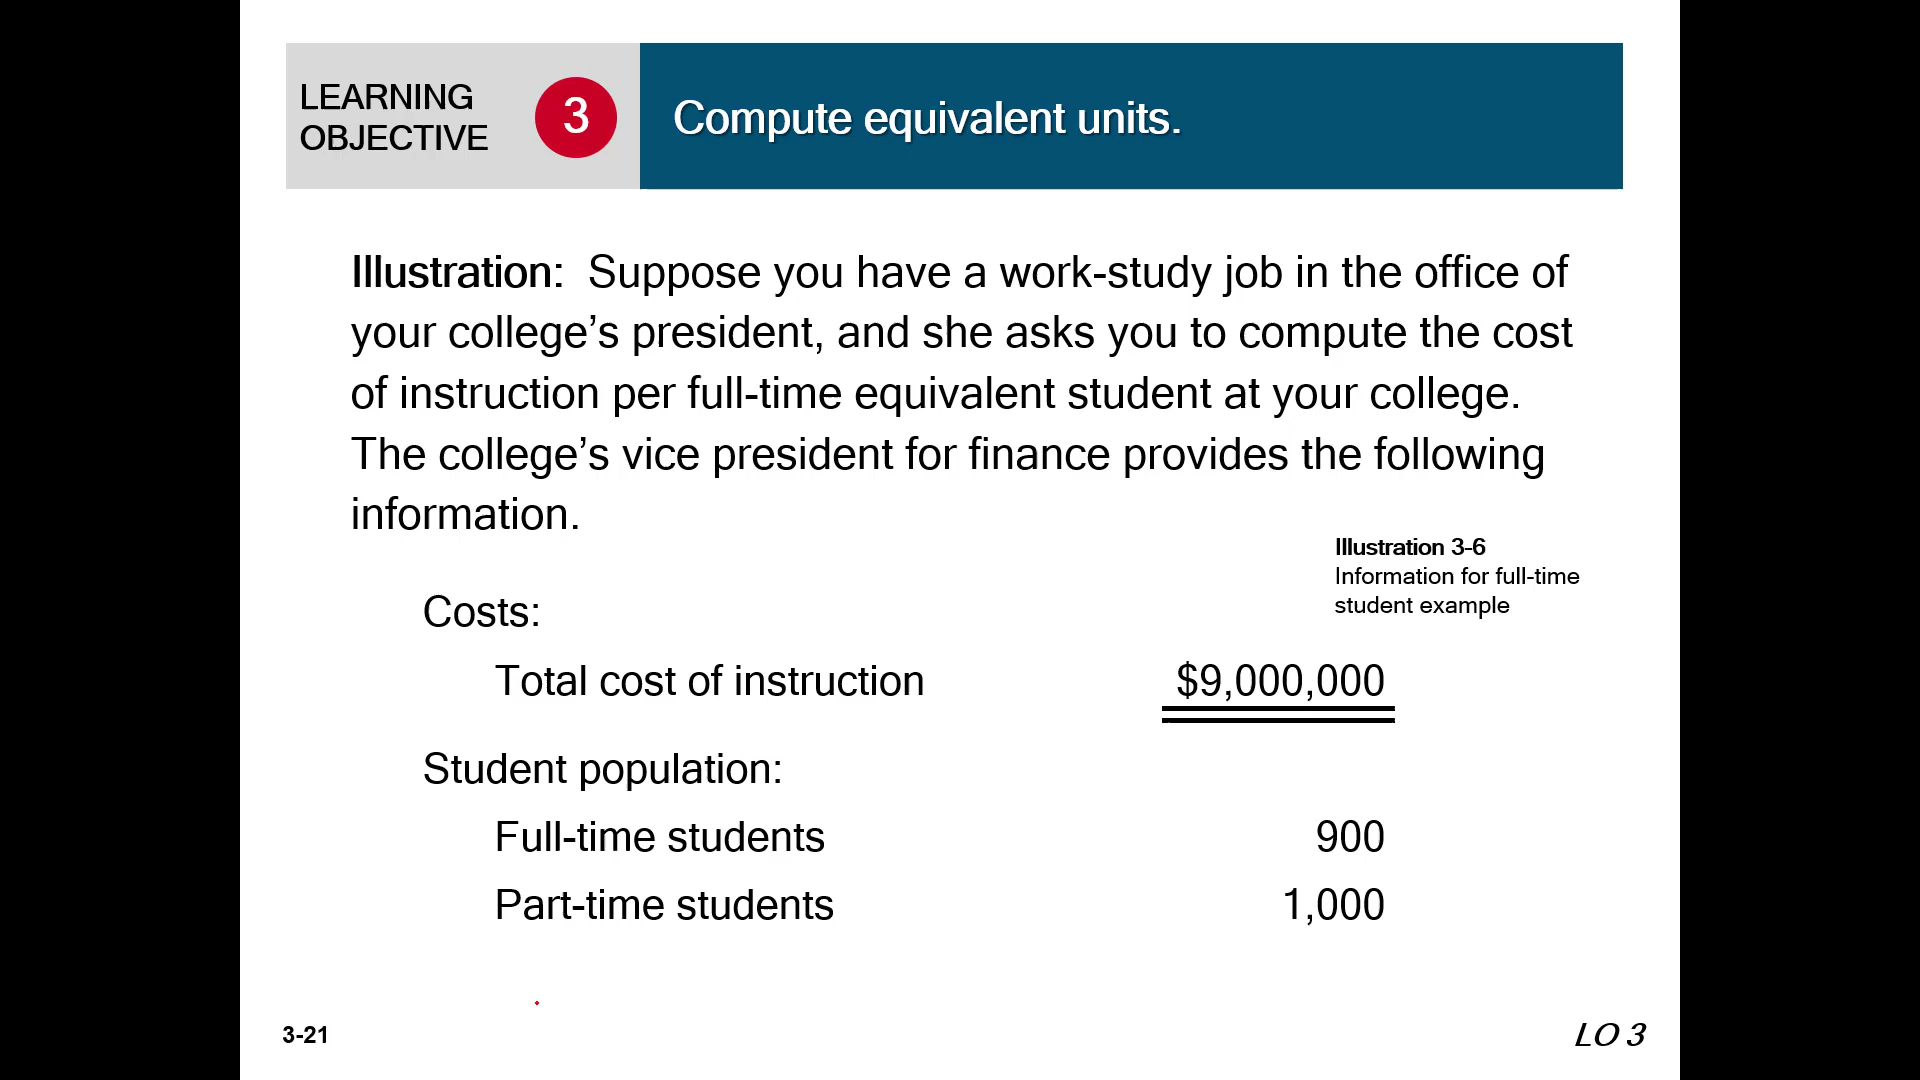 LEARNING
OBJECTIVE
3
Compute equivalent units.
Illustration: Suppose you have a work-study job in the office of
your college’s president, and she asks you to compute the cost
of instruction per full-time equivalent student at your college.
The college’s vice president for finance provides the following
information.
Illustration 3-6
Information for full-time
student example
Costs:
Total cost of instruction $9,000,000
Student population:
Full-time students 900
Part-time students 1,000
3-21
LO 3